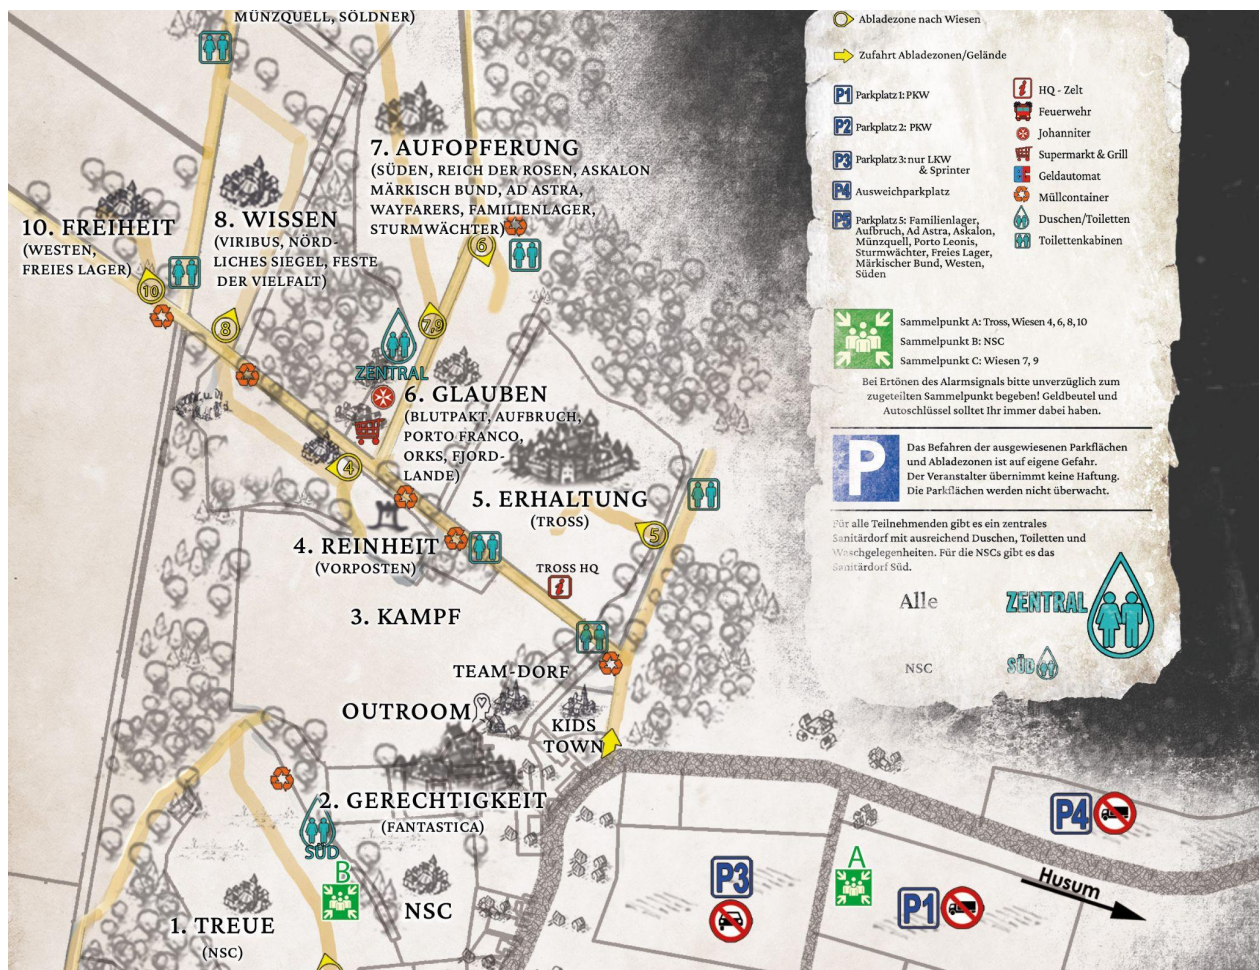 MÜNZQUELL, SÖLDNER)
7. AUFOPFERUNG
(SÜDEN, REICH DER ROSEN, ASKALON
MÄRKISCH BUND, AD ASTRA,
WAYFARERS, FAMILIENLAGER,
STURMWÄCHTER)
6
10. FREIHEIT
(WESTEN,
FREIES LAGER)
10
8. WISSEN
(VIRIBUS, NÖRD-
LICHES SIEGEL, FESTE
DER VIELFALT)
8
7,9
ZENTRAL
6. GLAUBEN
(BLUTPAKT, AUFBRUCH,
PORTO FRANCO,
ORKS, FJORD-
LANDE)
4
5. ERHALTUNG
(TROSS)
5
4. REINHEIT
(VORPOSTEN)
TROSS HQ
i
3. KAMPF
TEAM-DORF
OUTROOM
KIDS
TOWN
2. GERECHTIGKEIT
(FANTASTICA)
SÜD
B
NSC
1. TREUE
(NSC)
P3
A
P1
P4
Husum
Abladezone nach Wiesen
Zufahrt Abladezonen/Gelände
P1 Parkplatz 1: PKW
P2 Parkplatz 2: PKW
P3 Parkplatz 3: nur LKW
& Sprinter
P4 Ausweichparkplatz
P5 Parkplatz 5: Familienlager,
Aufbruch, Ad Astra, Askalon,
Münzquell, Porto Leonis,
Sturmwächter, Freies Lager,
Märkischer Bund, Westen,
Süden
i HQ - Zelt
Feuerwehr
Johanniter
Supermarkt & Grill
Geldautomat
Müllcontainer
Duschen/Toiletten
Toilettenkabinen
Sammelpunkt A: Tross, Wiesen 4, 6, 8, 10
Sammelpunkt B: NSC
Sammelpunkt C: Wiesen 7, 9
Bei Ertönen des Alarmsignals bitte unverzüglich zum
zugeteilten Sammelpunkt begeben! Geldbeutel und
Autoschlüssel solltet Ihr immer dabei haben.
P
Das Befahren der ausgewiesenen Parkflächen
und Abladezonen ist auf eigene Gefahr.
Der Veranstalter übernimmt keine Haftung.
Die Parkflächen werden nicht überwacht.
Für alle Teilnehmenden gibt es ein zentrales
Sanitärdorf mit ausreichend Duschen, Toiletten und
Waschgelegenheiten. Für die NSCs gibt es das
Sanitärdorf Süd.
Alle
ZENTRAL
NSC
SÜD